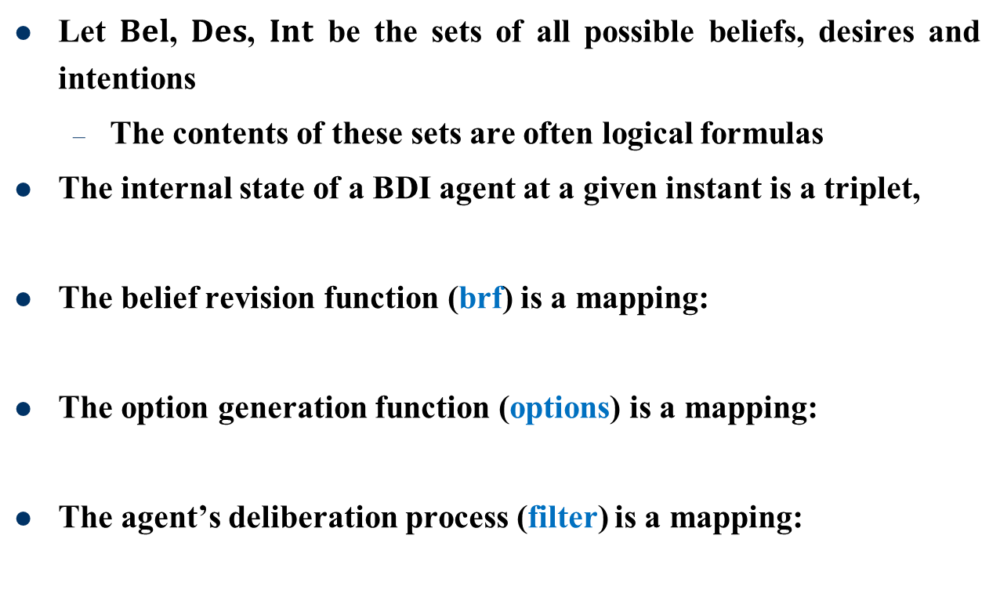 ● Let Bel, Des, Int be the sets of all possible beliefs, desires and
intentions
– The contents of these sets are often logical formulas
● The internal state of a BDI agent at a given instant is a triplet,
● The belief revision function (brf) is a mapping:
● The option generation function (options) is a mapping:
● The agent’s deliberation process (filter) is a mapping: